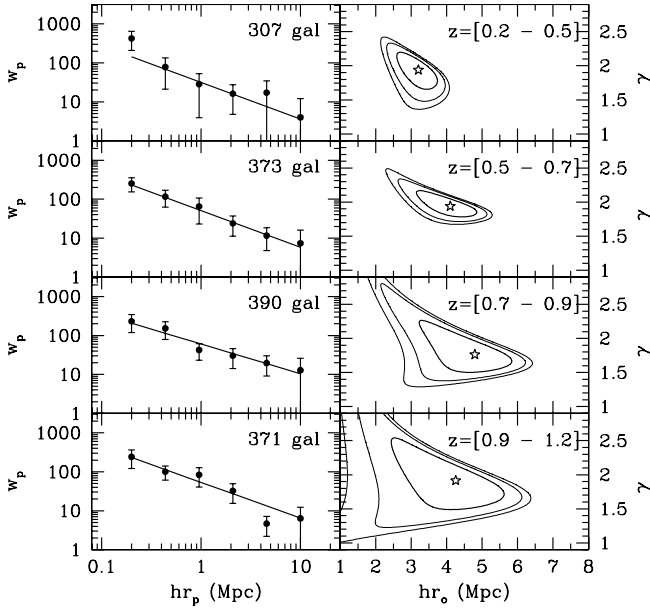 1000
100
10
1
w_p
307 gal
z=[0.2 - 0.5]
2.5
2
1.5
1
γ
1000
100
10
1
w_p
373 gal
z=[0.5 - 0.7]
2.5
2
1.5
1
γ
1000
100
10
1
w_p
390 gal
z=[0.7 - 0.9]
2.5
2
1.5
1
γ
1000
100
10
1
w_p
371 gal
z=[0.9 - 1.2]
2.5
2
1.5
1
γ
0.1 1 10
1 2 3 4 5 6 7 8
hr_p (Mpc)
hr_o (Mpc)